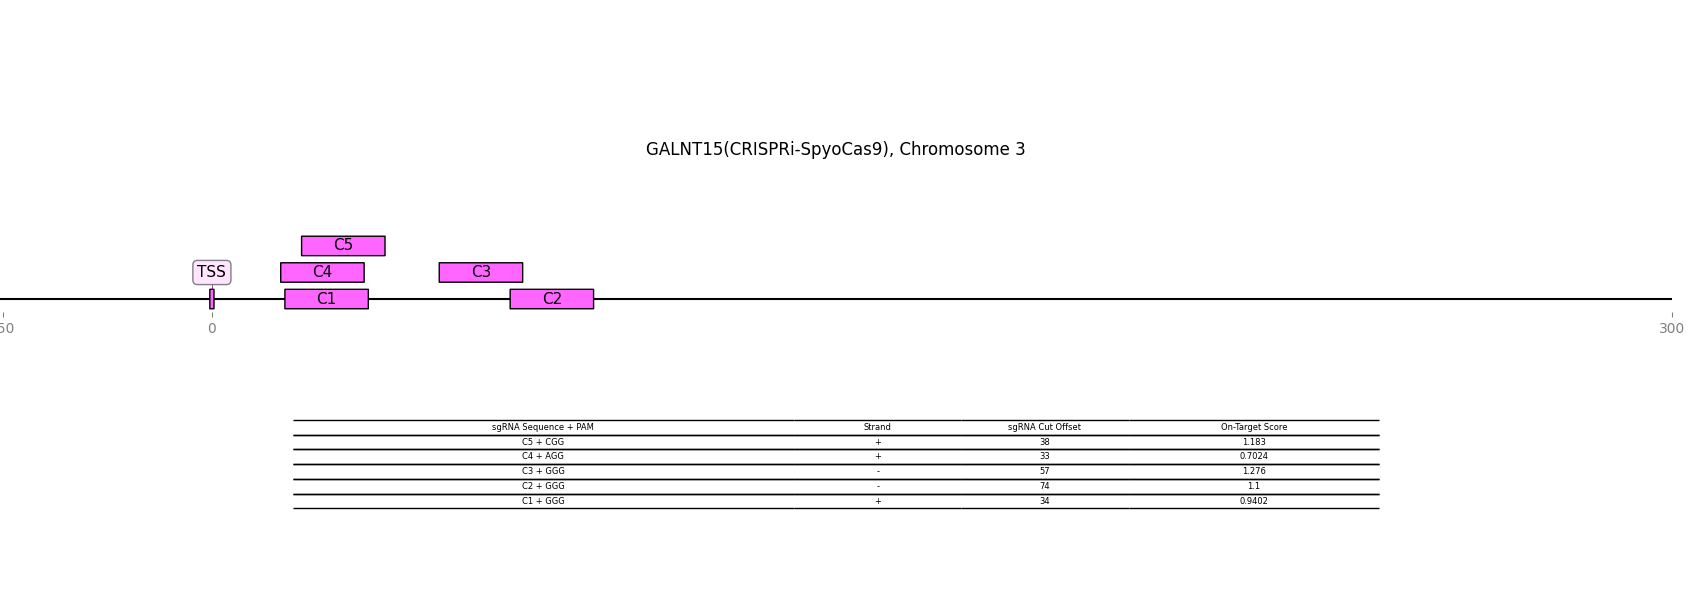 GALNT15(CRISPRi-SpyoCas9), Chromosome 3
C5
TSS C4 C3
C1 C2
50 0 300
sgRNA Sequence + PAM Strand sgRNA Cut Offset On-Target Score
C5 + CGG + 38 1.183
C4 + AGG + 33 0.7024
C3 + GGG - 57 1.276
C2 + GGG - 74 1.1
C1 + GGG + 34 0.9402